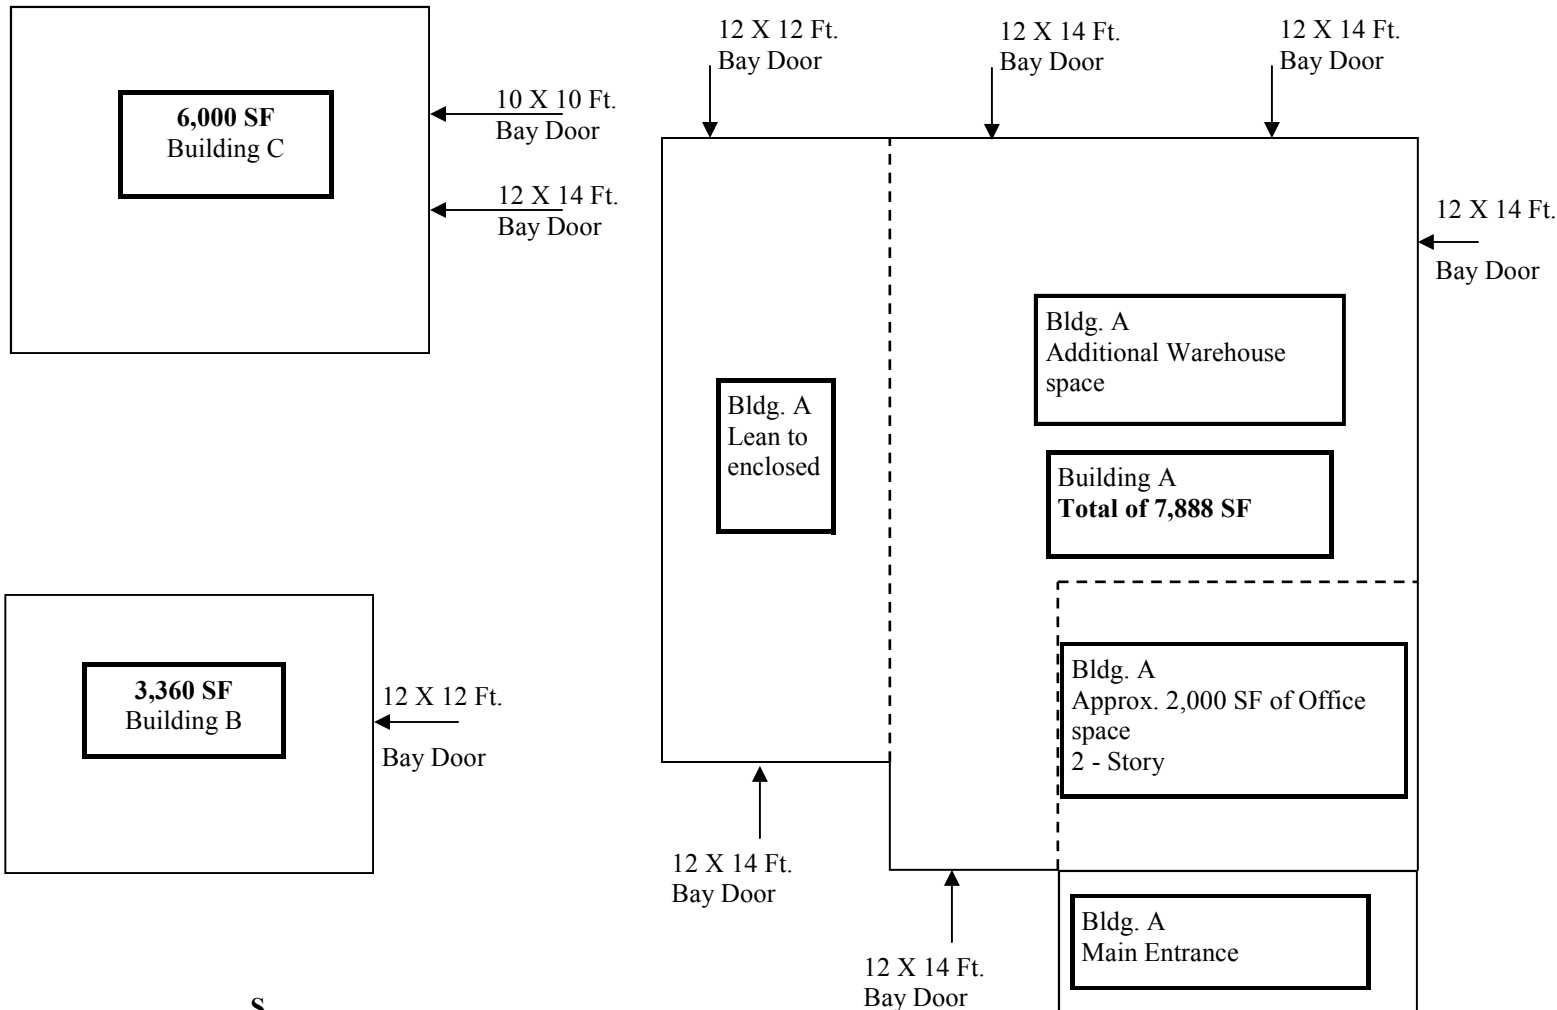 12 X 12 Ft.
Bay Door
12 X 14 Ft.
Bay Door
12 X 14 Ft.
Bay Door
6,000 SF
Building C
10 X 10 Ft.
Bay Door
12 X 14 Ft.
Bay Door
12 X 14 Ft.
Bay Door
Bldg. A
Additional Warehouse
space
Bldg. A
Lean to
enclosed
Building A
Total of 7,888 SF
3,360 SF
Building B
12 X 12 Ft.
Bay Door
Bldg. A
Approx. 2,000 SF of Office
space
2 - Story
12 X 14 Ft.
Bay Door
Bldg. A
Main Entrance
12 X 14 Ft.
Bay Door
S